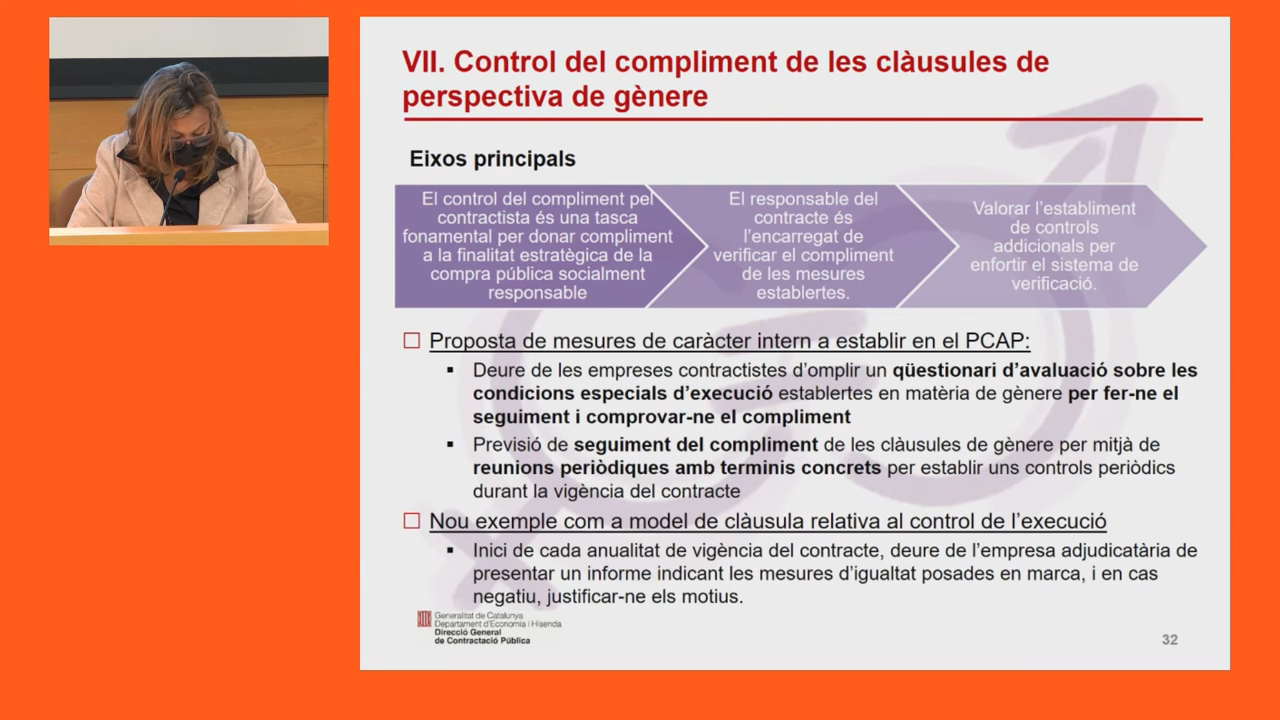 VII. Control del compliment de les clàusules de
perspectiva de gènere
Eixos principals
El control del compliment pel
contractista és una tasca
fonamental per donar compliment
a la finalitat estratègica de la
compra pública socialment
responsable
El responsable del
contracte és
l’encarregat de
verificar el compliment
de les mesures
establertes.
Valorar l’establiment
de controls
addicionals per
enfortir el sistema de
verificació.
Proposta de mesures de caràcter intern a establir en el PCAP:
Deure de les empreses contractistes d’omplir un qüestionari d’avaluació sobre les
condicions especials d’execució establertes en matèria de gènere per fer-ne el
seguiment i comprovar-ne el compliment
Previsió de seguiment del compliment de les clàusules de gènere per mitjà de
reunions periòdiques amb terminis concrets per establir uns controls periòdics
durant la vigència del contracte
Nou exemple com a model de clàusula relativa al control de l’execució
Inici de cada anualitat de vigència del contracte, deure de l’empresa adjudicatària de
presentar un informe indicant les mesures d’igualtat posades en marca, i en cas
negatiu, justificar-ne els motius.
Generalitat de Catalunya
Departament d’Economia i Hisenda
Direcció General
de Contractació Pública
32